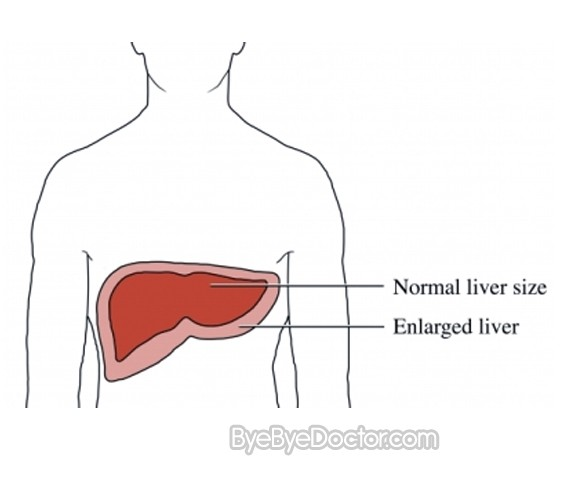 Normal liver size
Enlarged liver
ByeByeDoctor.com